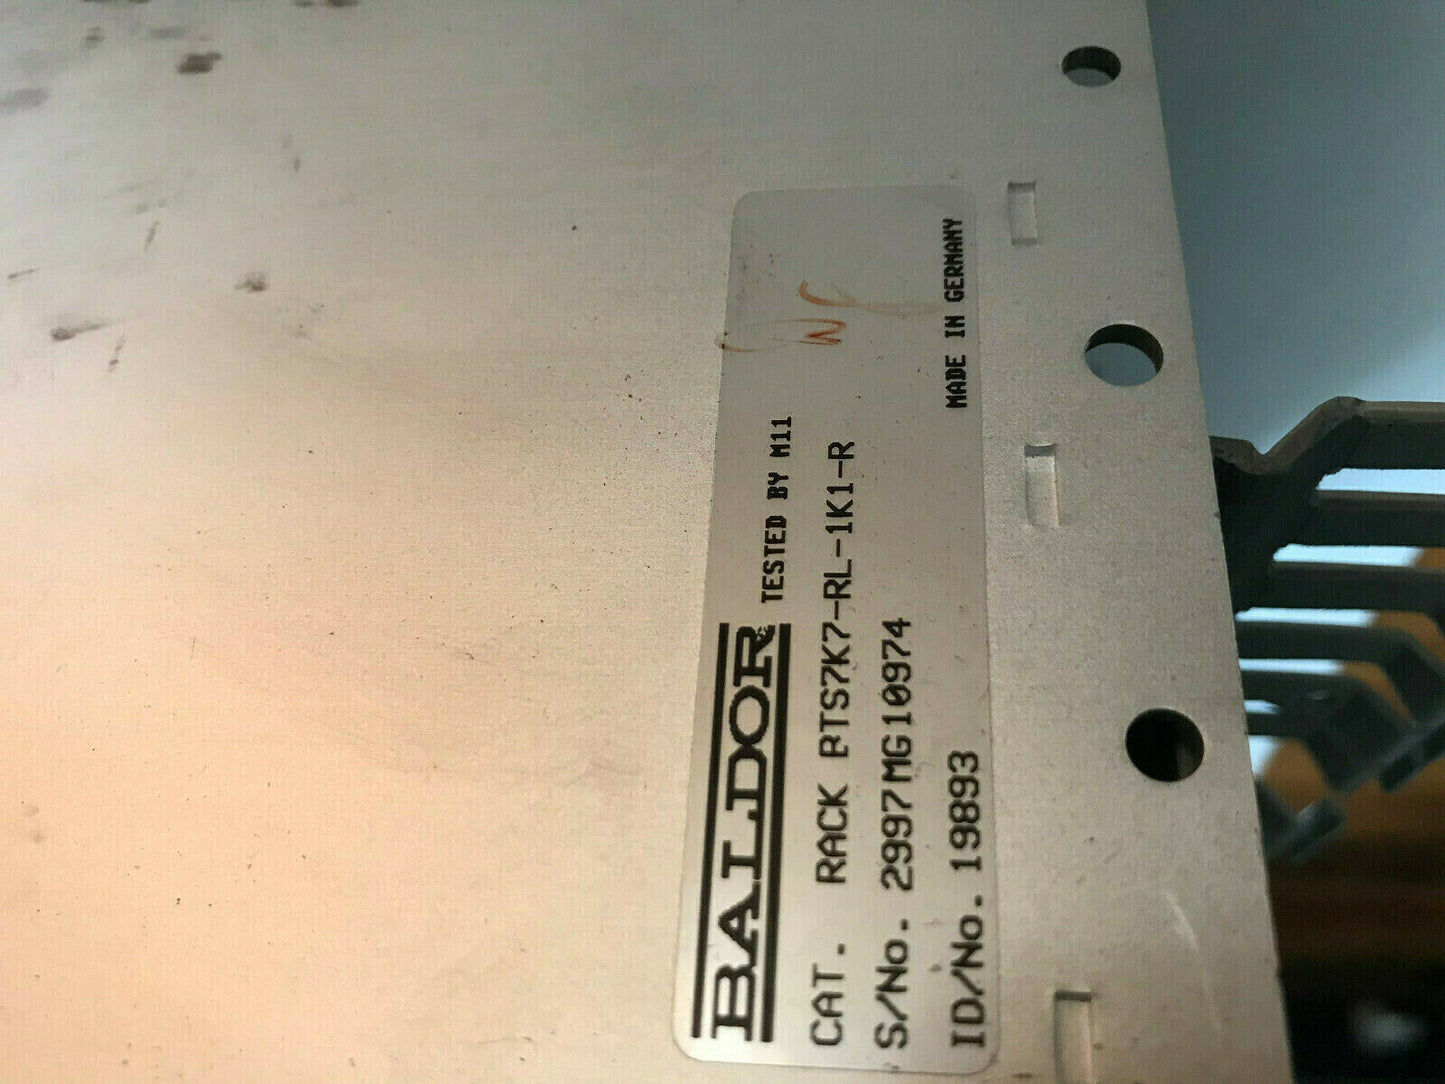 BALDOR TESTED BY M11
CAT. RACK BTS7K7-RL-1K1-R
S/No. 2997MG10974
ID/No. 19893
MADE IN GERMANY